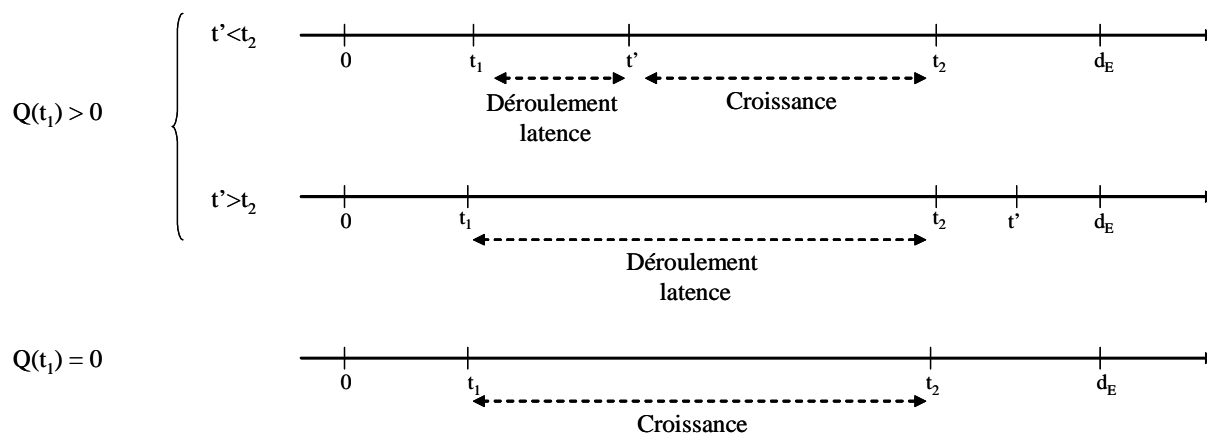 t'<t₂
0 t₁ t' t₂ d_E
Déroulement Croissance
latence
Q(t₁) > 0
t'>t₂
0 t₁ t₂ t' d_E
Déroulement
latence
Q(t₁) = 0
0 t₁ t₂ d_E
Croissance